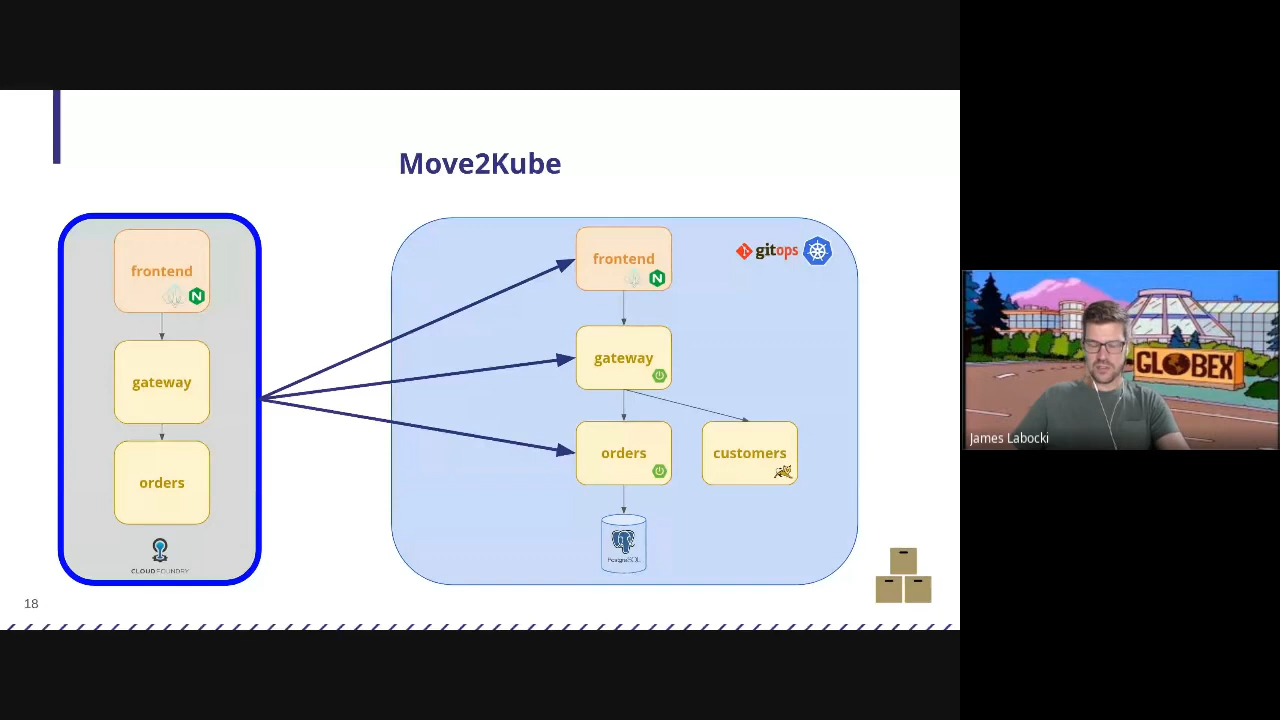 Move2Kube
frontend
gateway
orders
CLOUDFOUNDRY
frontend
gitops
gateway
orders
customers
PostgreSQL
18
GLOBEX
James Labocki